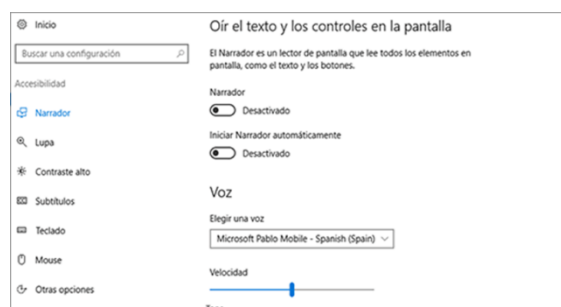 Inicio
Buscar una configuración
Accesibilidad
Narrador
Lupa
Contraste alto
Subtítulos
Teclado
Mouse
Otras opciones
Oír el texto y los controles en la pantalla
El Narrador es un lector de pantalla que lee todos los elementos en
pantalla, como el texto y los botones.
Narrador
Desactivado
Iniciar Narrador automáticamente
Desactivado
Voz
Elegir una voz
Microsoft Pablo Mobile - Spanish (Spain)
Velocidad